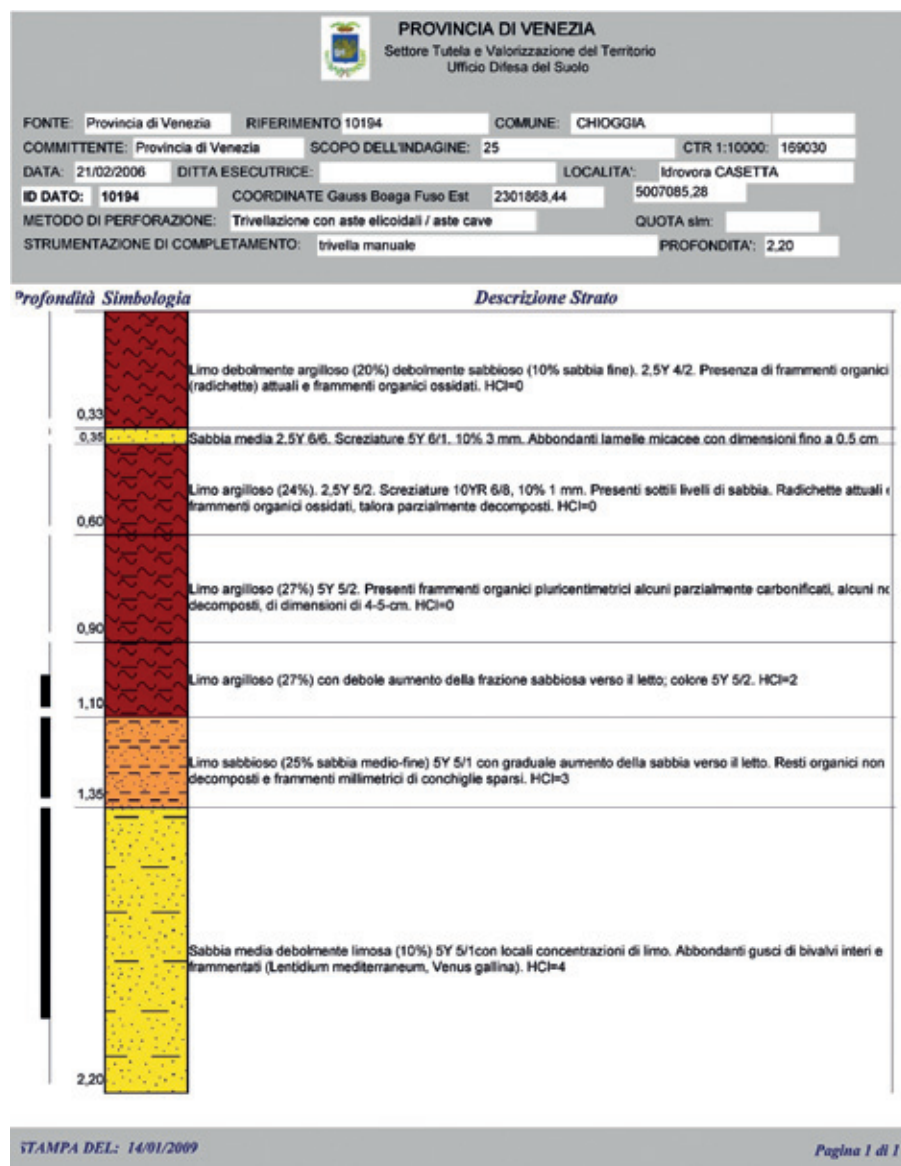 PROVINCIA DI VENEZIA
Settore Tutela e Valorizzazione del Territorio
Ufficio Difesa del Suolo
FONTE: Provincia di Venezia RIFERIMENTO 10194 COMUNE: CHIOGGIA
COMMITTENTE: Provincia di Venezia SCOPO DELL'INDAGINE: 25 CTR 1:10000: 169030
DATA: 21/02/2006 DITTA ESECUTRICE: LOCALITA': Idrovora CASETTA
ID DATO: 10194 COORDINATE Gauss Boaga Fuso Est 2301868,44 5007085,28
METODO DI PERFORAZIONE: Trivellazione con aste elicoidali / aste cave QUOTA slm:
STRUMENTAZIONE DI COMPLETAMENTO: trivella manuale PROFONDITA': 2,20
Profondità Simbologia Descrizione Strato
Limo debolmente argilloso (20%) debolmente sabbioso (10% sabbia fine). 2,5Y 4/2. Presenza di frammenti organici
(radichette) attuali e frammenti organici ossidati. HCl=0
0,33
0,35 Sabbia media 2.5Y 6/6. Screziature 5Y 6/1. 10% 3 mm. Abbondanti lamelle micacee con dimensioni fino a 0.5 cm
Limo argilloso (24%). 2,5Y 5/2. Screziature 10YR 6/8, 10% 1 mm. Presenti sottili livelli di sabbia. Radichette attuali e
frammenti organici ossidati, talora parzialmente decomposti. HCl=0
0,60
Limo argilloso (27%) 5Y 5/2. Presenti frammenti organici pluricentimetrici alcuni parzialmente carbonificati, alcuni nc
decomposti, di dimensioni di 4-5-cm. HCl=0
0,90
Limo argilloso (27%) con debole aumento della frazione sabbiosa verso il letto; colore 5Y 5/2. HCl=2
1,10
Limo sabbioso (25% sabbia medio-fine) 5Y 5/1 con graduale aumento della sabbia verso il letto. Resti organici non
decomposti e frammenti millimetrici di conchiglie sparsi. HCl=3
1,35
Sabbia media debolmente limosa (10%) 5Y 5/1con locali concentrazioni di limo. Abbondanti gusci di bivalvi interi e
frammentati (Lentidium mediterraneum, Venus gallina). HCl=4
2,20
STAMPA DEL: 14/01/2009 Pagina 1 di 1